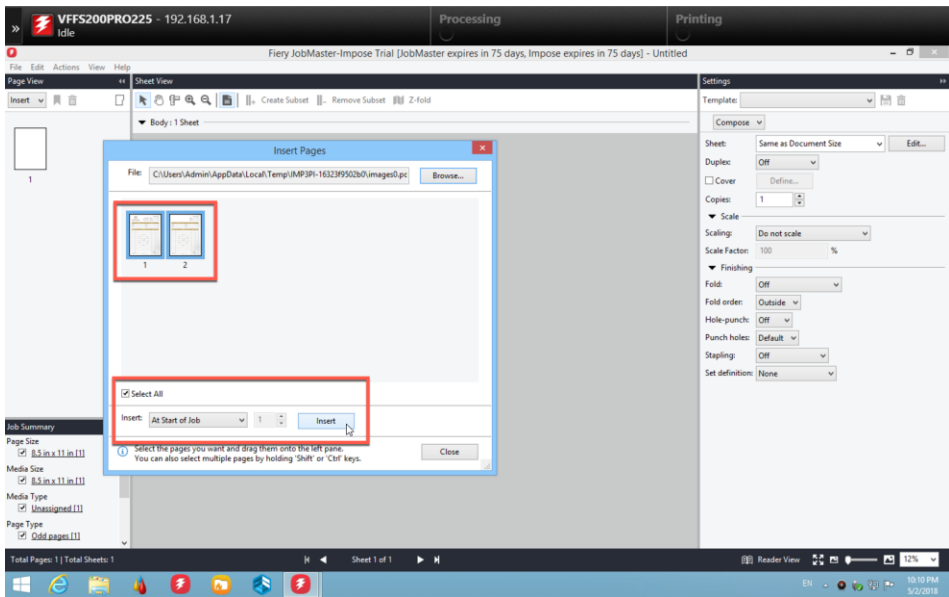 VFFS200PRO225 - 192.168.1.17
Idle
Processing
Printing
Fiery JobMaster-Impose Trial [JobMaster expires in 75 days, Impose expires in 75 days] - Untitled
File Edit Actions View Help
Page View
Sheet View
Settings
Insert
Create Subset
Remove Subset
Z-fold
Template:
Body : 1 Sheet
Compose
1
Insert Pages
File:
C:\Users\Admin\AppData\Local\Temp\IMP3PI-16323f9502b0\images0.pc
Browse...
1
2
Select All
Insert:
At Start of Job
1
Insert
Select the pages you want and drag them onto the left pane.
You can also select multiple pages by holding 'Shift' or 'Ctrl' keys.
Close
Sheet:
Same as Document Size
Edit...
Duplex:
Off
Cover
Define...
Copies:
1
Scale
Scaling:
Do not scale
Scale Factor:
100
%
Finishing
Fold:
Off
Fold order:
Outside
Hole-punch:
Off
Punch holes:
Default
Stapling:
Off
Set definition:
None
Job Summary
Page Size
8.5 in x 11 in [1]
Media Size
8.5 in x 11 in [1]
Media Type
Unassigned [1]
Page Type
Odd pages [1]
Total Pages: 1 | Total Sheets: 1
Sheet 1 of 1
Reader View
12%
EN
10:10 PM
5/2/2018